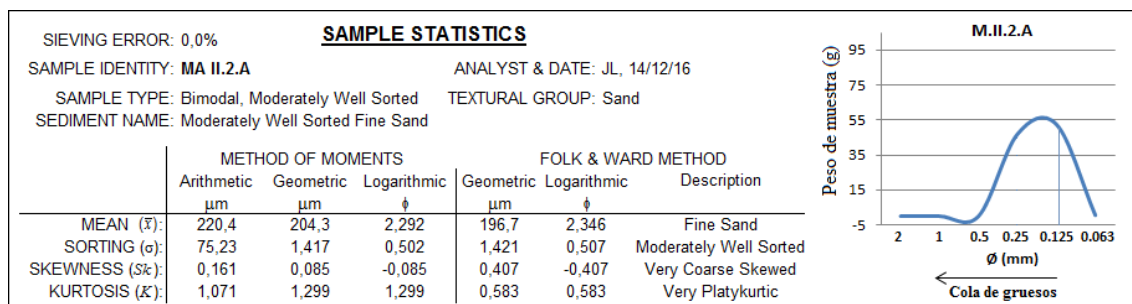 SAMPLE STATISTICS
SIEVING ERROR: 0,0%
SAMPLE IDENTITY: MA II.2.A ANALYST & DATE: JL, 14/12/16
SAMPLE TYPE: Bimodal, Moderately Well Sorted TEXTURAL GROUP: Sand
SEDIMENT NAME: Moderately Well Sorted Fine Sand
METHOD OF MOMENTS FOLK & WARD METHOD
Arithmetic Geometric Logarithmic Geometric Logarithmic Description
μm μm ϕ μm ϕ
MEAN (x̄): 220,4 204,3 2,292 196,7 2,346 Fine Sand
SORTING (σ): 75,23 1,417 0,502 1,421 0,507 Moderately Well Sorted
SKEWNESS (Sk): 0,161 0,085 -0,085 0,407 -0,407 Very Coarse Skewed
KURTOSIS (K): 1,071 1,299 1,299 0,583 0,583 Very Platykurtic
M.II.2.A
Peso de muestra (g)
95
75
55
35
15
-5
2 1 0.5 0.25 0.125 0.063
Ø (mm)
Cola de gruesos